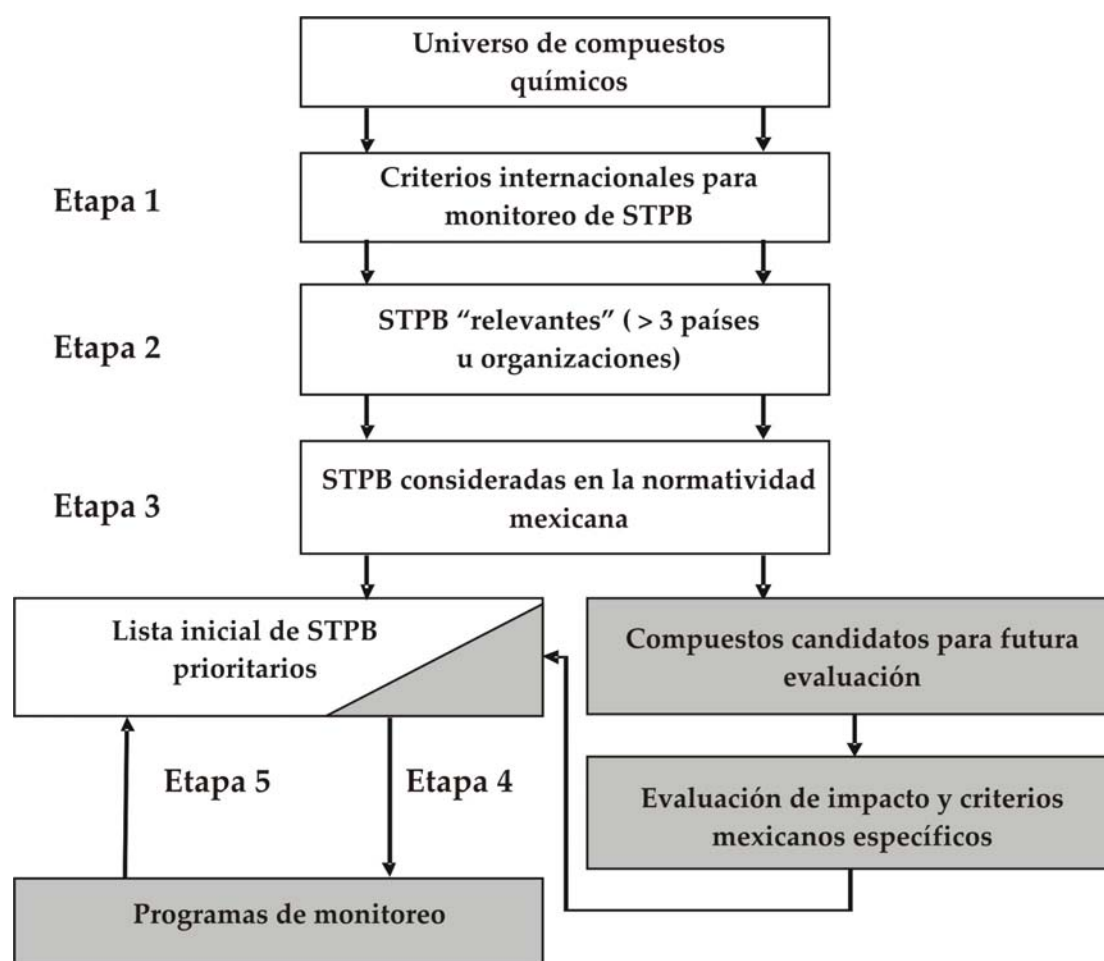 Universo de compuestos
químicos
Etapa 1
Criterios internacionales para
monitoreo de STPB
Etapa 2
STPB “relevantes” ( > 3 países
u organizaciones)
Etapa 3
STPB consideradas en la normatividad
mexicana
Lista inicial de STPB
prioritarios
Compuestos candidatos para futura
evaluación
Etapa 5
Etapa 4
Evaluación de impacto y criterios
mexicanos específicos
Programas de monitoreo